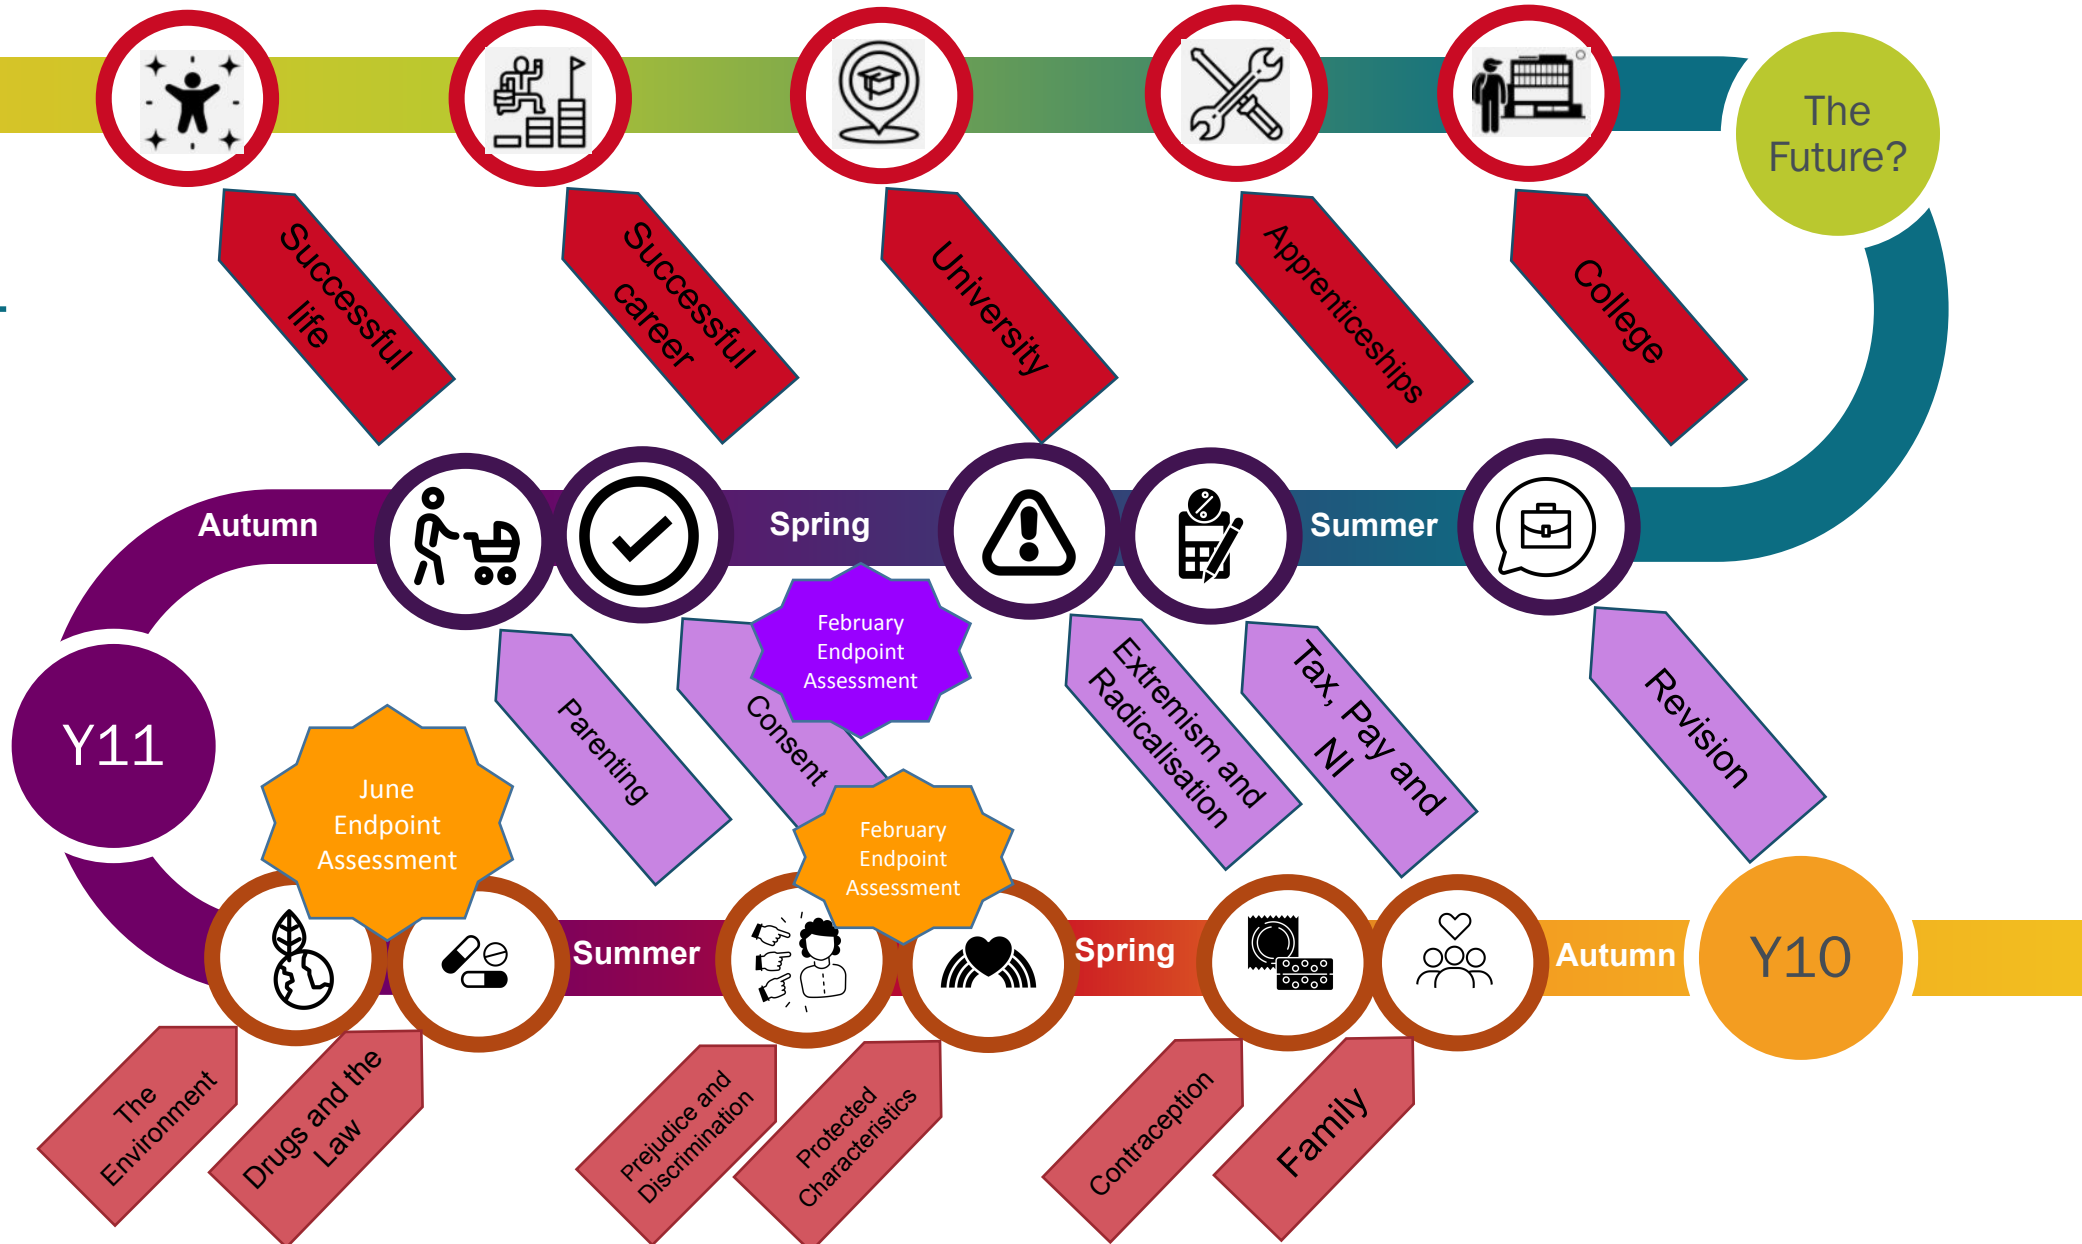 The
Future?
Successful
life
Successful
career
University
Apprenticeships
College
Autumn
Spring
Summer
February
Endpoint
Assessment
Parenting
Consent
Extremism and
Radicalisation
Tax, Pay and
NI
Revision
Y11
June
Endpoint
Assessment
February
Endpoint
Assessment
Summer
Spring
Autumn
Y10
The
Environment
Drugs and the
Law
Prejudice and
Discrimination
Protected
Characteristics
Contraception
Family